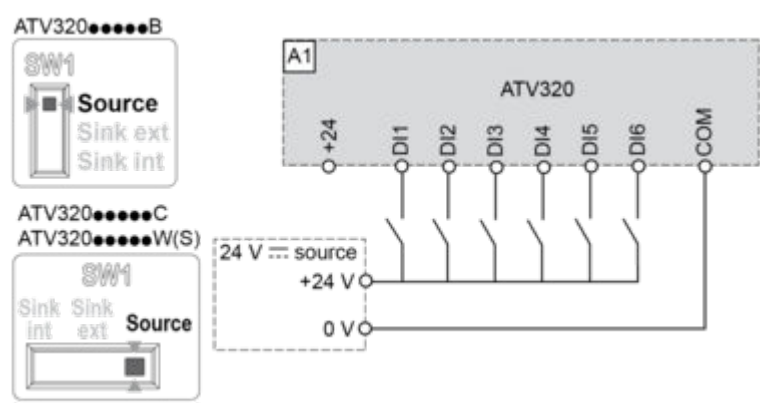 ATV320●●●●●B
SW1
Source
Sink ext
Sink int
ATV320●●●●●C
ATV320●●●●●W(S)
SW1
Sink int
Sink ext
Source
A1
ATV320
+24
DI1
DI2
DI3
DI4
DI5
DI6
COM
24 V ⎓ source
+24 V
0 V